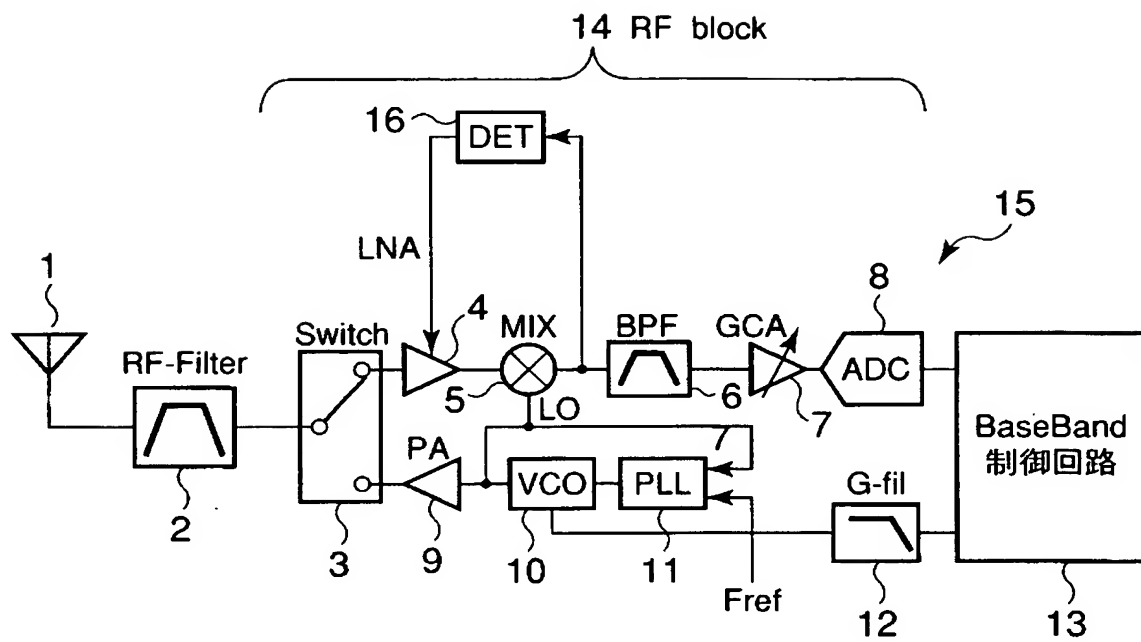 14 RF block
16
DET
15
LNA
1
8
Switch
4
MIX
BPF
GCA
RF-Filter
ADC
5
LO
6
7
BaseBand
制御回路
PA
VCO
PLL
G-fil
2
3
9
10
11
Fref
12
13